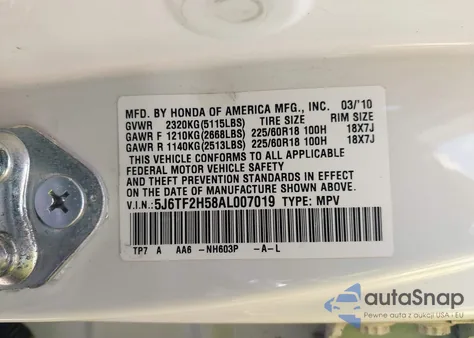 MFD. BY HONDA OF AMERICA MFG., INC. 03/'10
GVWR 2320KG(5115LBS) TIRE SIZE RIM SIZE
GAWR F 1210KG(2668LBS) 225/60R18 100H 18X7J
GAWR R 1140KG(2513LBS) 225/60R18 100H 18X7J
THIS VEHICLE CONFORMS TO ALL APPLICABLE
FEDERAL MOTOR VEHICLE SAFETY
AND THEFT PREVENTION STANDARDS IN EFFECT ON
THE DATE OF MANUFACTURE SHOWN ABOVE.
V.I.N.: 5J6TF2H58AL007019 TYPE: MPV
TP7 A AA6 -NH603P -A-L
autoSnap
Pewne auta z aukcji USA - EU